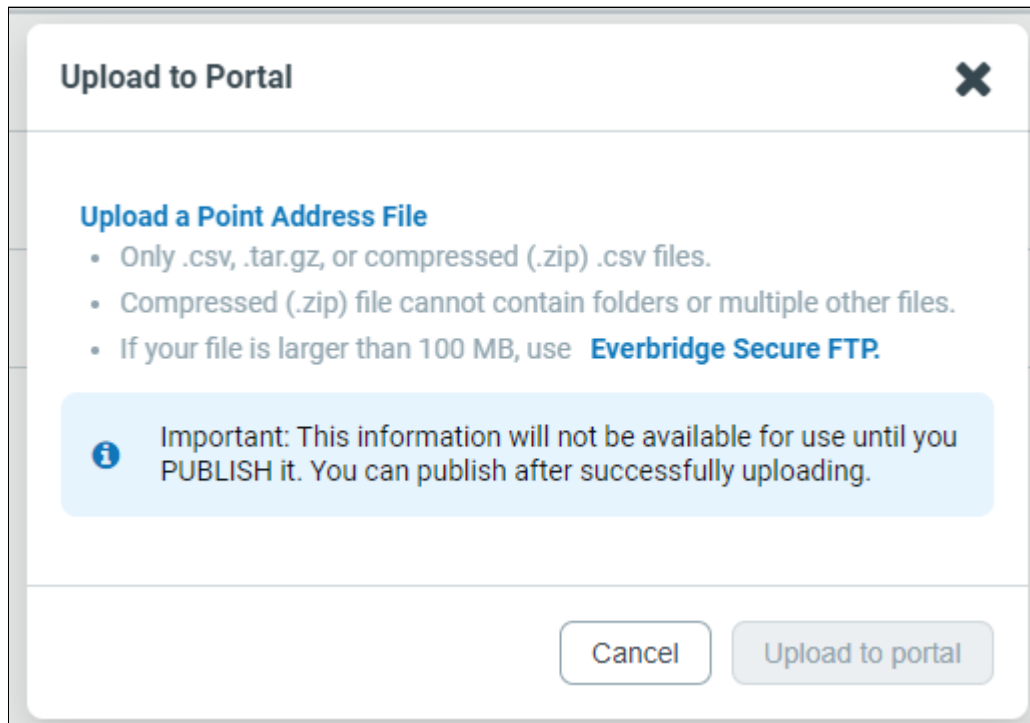 Upload to Portal
Upload a Point Address File
• Only .csv, .tar.gz, or compressed (.zip) .csv files.
• Compressed (.zip) file cannot contain folders or multiple other files.
• If your file is larger than 100 MB, use Everbridge Secure FTP.
Important: This information will not be available for use until you
PUBLISH it. You can publish after successfully uploading.
Cancel Upload to portal